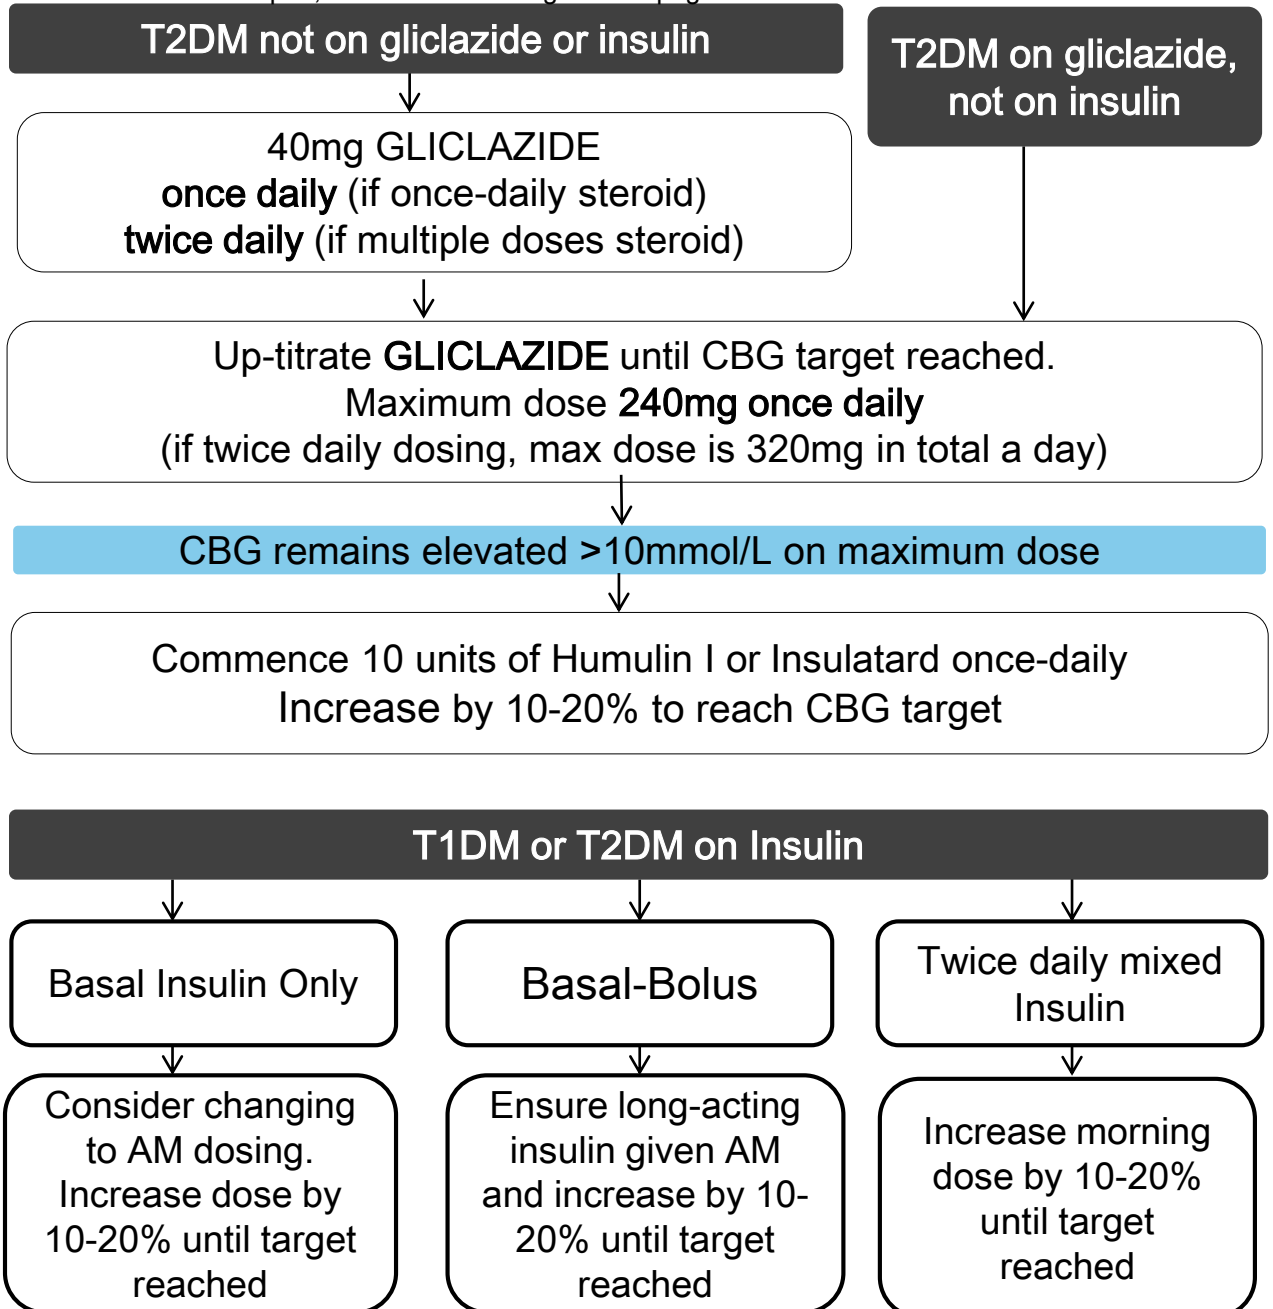 T2DM not on gliclazide or insulin
T2DM on gliclazide,
not on insulin
40mg GLICLAZIDE
once daily (if once-daily steroid)
twice daily (if multiple doses steroid)
Up-titrate GLICLAZIDE until CBG target reached.
Maximum dose 240mg once daily
(if twice daily dosing, max dose is 320mg in total a day)
CBG remains elevated >10mmol/L on maximum dose
Commence 10 units of Humulin I or Insulatard once-daily
Increase by 10-20% to reach CBG target
T1DM or T2DM on Insulin
Basal Insulin Only
Basal-Bolus
Twice daily mixed
Insulin
Consider changing
to AM dosing.
Increase dose by
10-20% until target
reached
Ensure long-acting
insulin given AM
and increase by 10-
20% until target
reached
Increase morning
dose by 10-20%
until target
reached